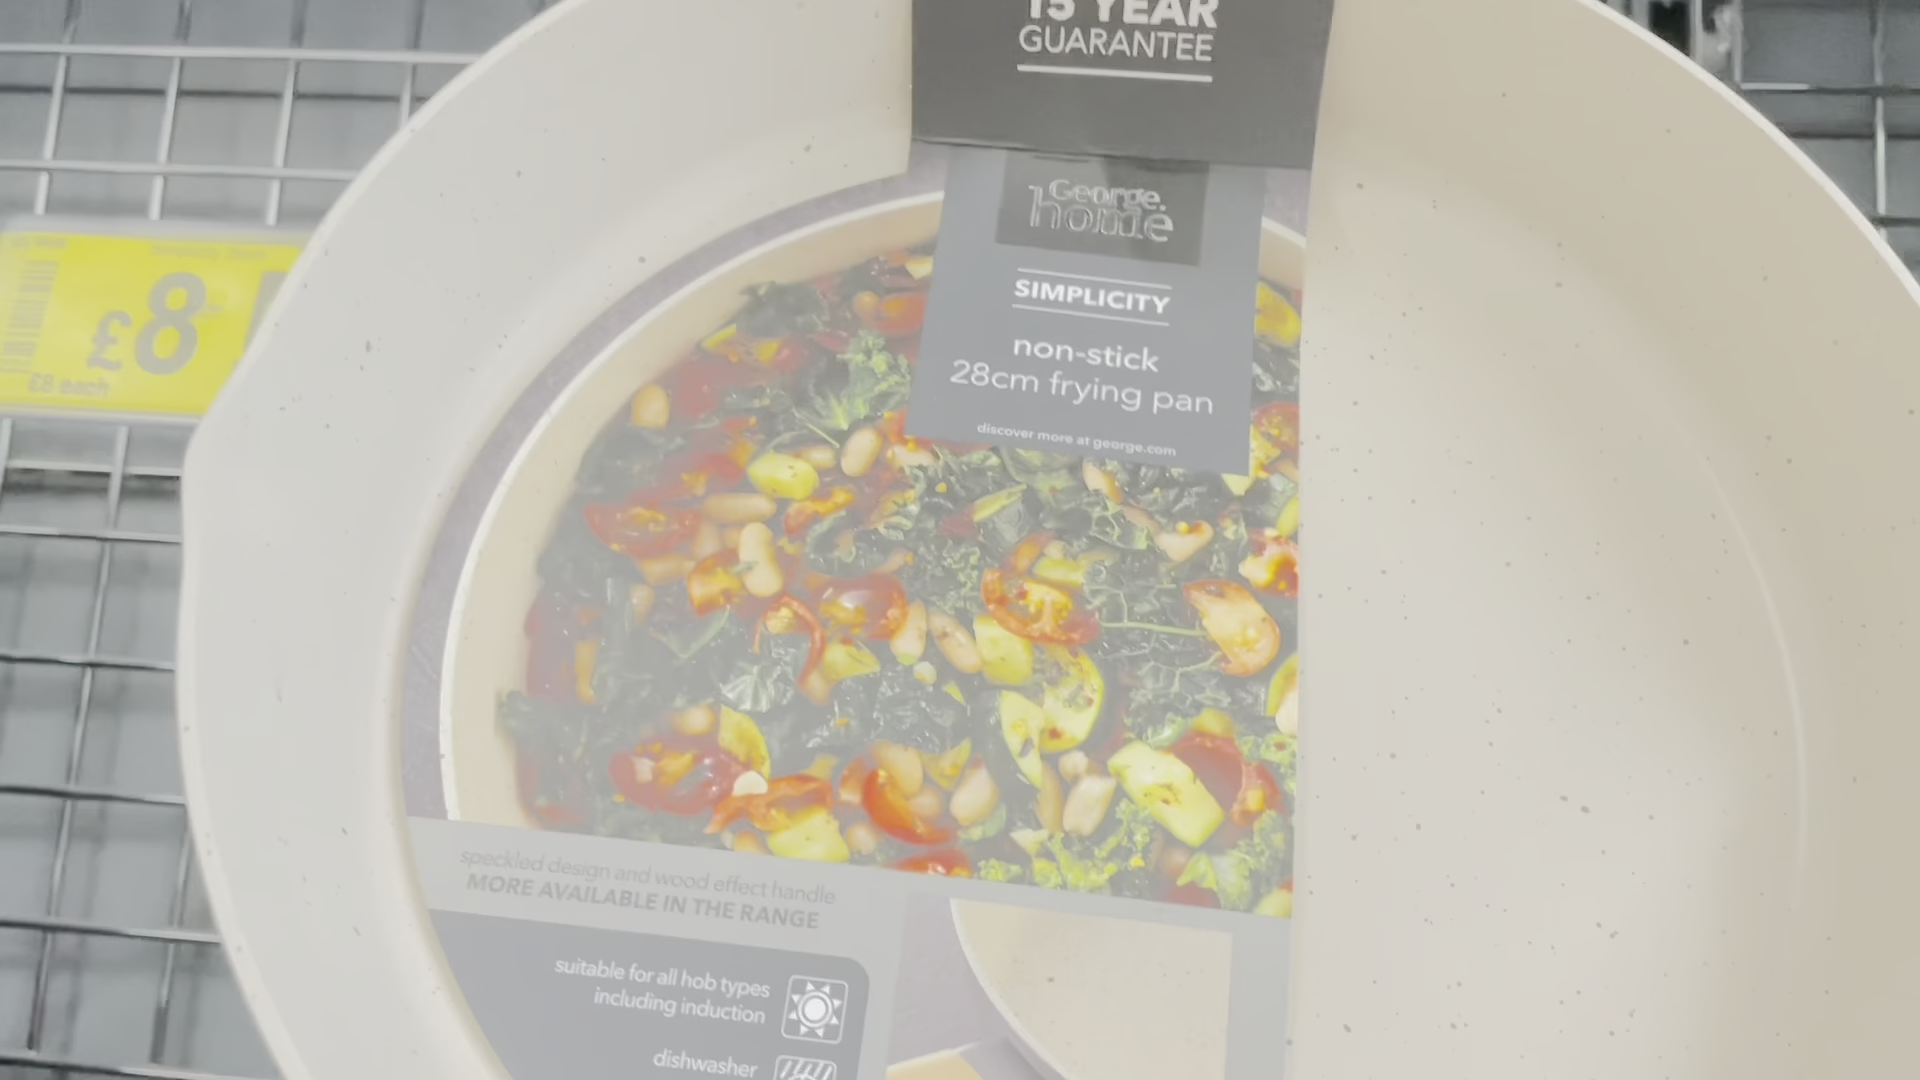 15 YEAR
GUARANTEE
George.
home
SIMPLICITY
non-stick
28cm frying pan
discover more at george.com
£8
£8 each
speckled design and wood effect handle
MORE AVAILABLE IN THE RANGE
suitable for all hob types
including induction
dishwasher